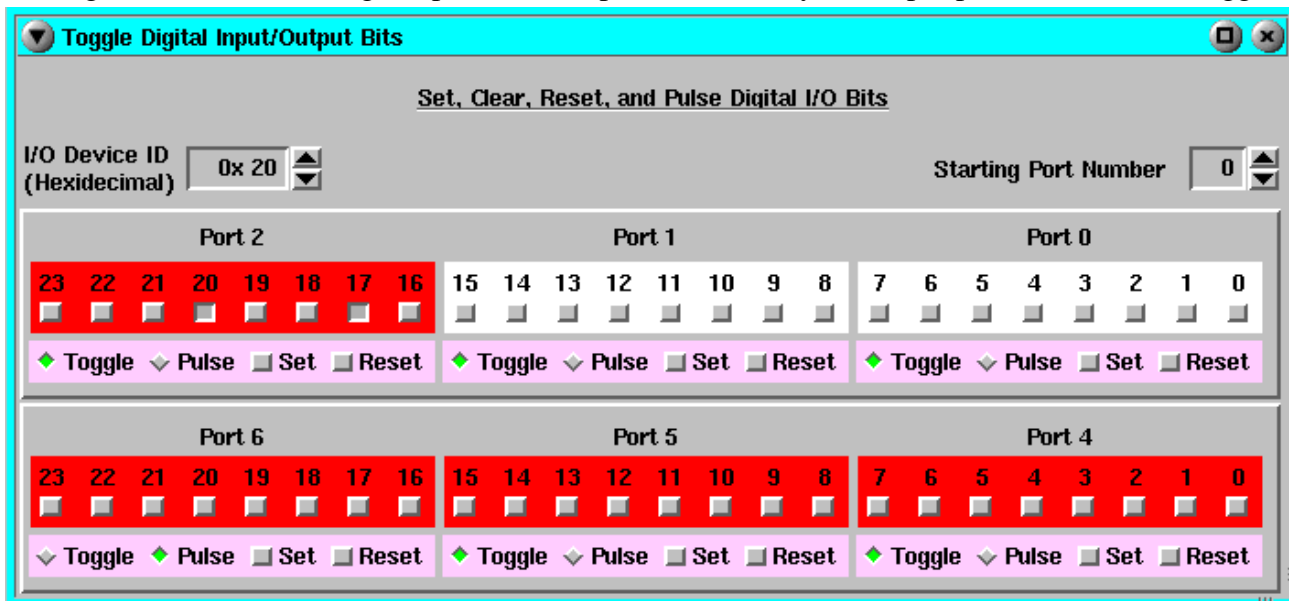 Toggle Digital Input/Output Bits
Set, Clear, Reset, and Pulse Digital I/O Bits
I/O Device ID
(Hexidecimal)
0x 20
Starting Port Number
0
Port 2 Port 1 Port 0
23 22 21 20 19 18 17 16 15 14 13 12 11 10 9 8 7 6 5 4 3 2 1 0
Toggle Pulse Set Reset Toggle Pulse Set Reset Toggle Pulse Set Reset
Port 6 Port 5 Port 4
23 22 21 20 19 18 17 16 15 14 13 12 11 10 9 8 7 6 5 4 3 2 1 0
Toggle Pulse Set Reset Toggle Pulse Set Reset Toggle Pulse Set Reset